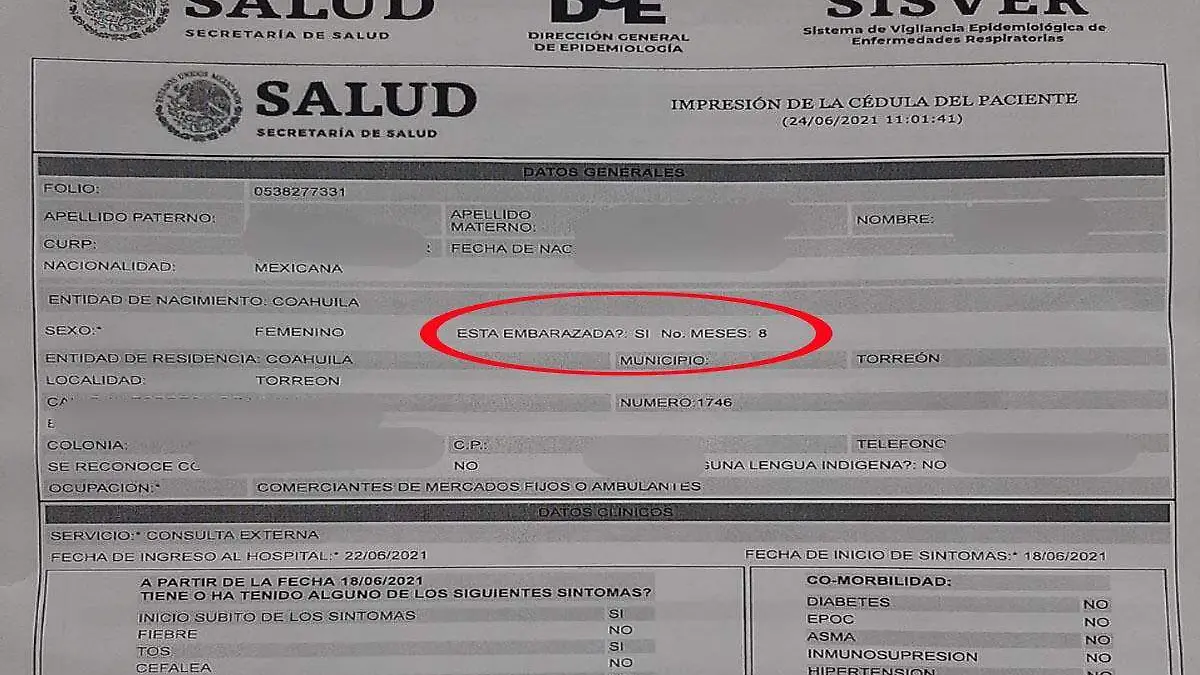 SALUD
SECRETARÍA DE SALUD
DGE
DIRECCIÓN GENERAL
DE EPIDEMIOLOGÍA
SISVER
Sistema de Vigilancia Epidemiológica de
Enfermedades Respiratorias
SALUD
SECRETARÍA DE SALUD
IMPRESIÓN DE LA CÉDULA DEL PACIENTE
(24/06/2021 11:01:41)
DATOS GENERALES
FOLIO: 0538277331
APELLIDO PATERNO: APELLIDO MATERNO: NOMBRE:
CURP: FECHA DE NAC
NACIONALIDAD: MEXICANA
ENTIDAD DE NACIMIENTO: COAHUILA
SEXO:* FEMENINO ESTA EMBARAZADA?: SI No. MESES: 8
ENTIDAD DE RESIDENCIA: COAHUILA MUNICIPIO: TORREÓN
LOCALIDAD: TORREON
NUMERO:1746
COLONIA: C.P.: TELEFONO
SE RECONOCE NO LENGUA INDIGENA?: NO
OCUPACION:* COMERCIANTES DE MERCADOS FIJOS O AMBULANTES
DATOS CLINICOS
SERVICIO:* CONSULTA EXTERNA
FECHA DE INGRESO AL HOSPITAL:* 22/06/2021 FECHA DE INICIO DE SINTOMAS:* 18/06/2021
A PARTIR DE LA FECHA 18/06/2021
TIENE O HA TENIDO ALGUNO DE LOS SIGUIENTES SINTOMAS?
INICIO SUBITO DE LOS SINTOMAS SI
FIEBRE NO
TOS SI
CEFALEA NO
CO-MORBILIDAD:
DIABETES NO
EPOC NO
ASMA NO
INMUNOSUPRESION NO
HIPERTENSION NO